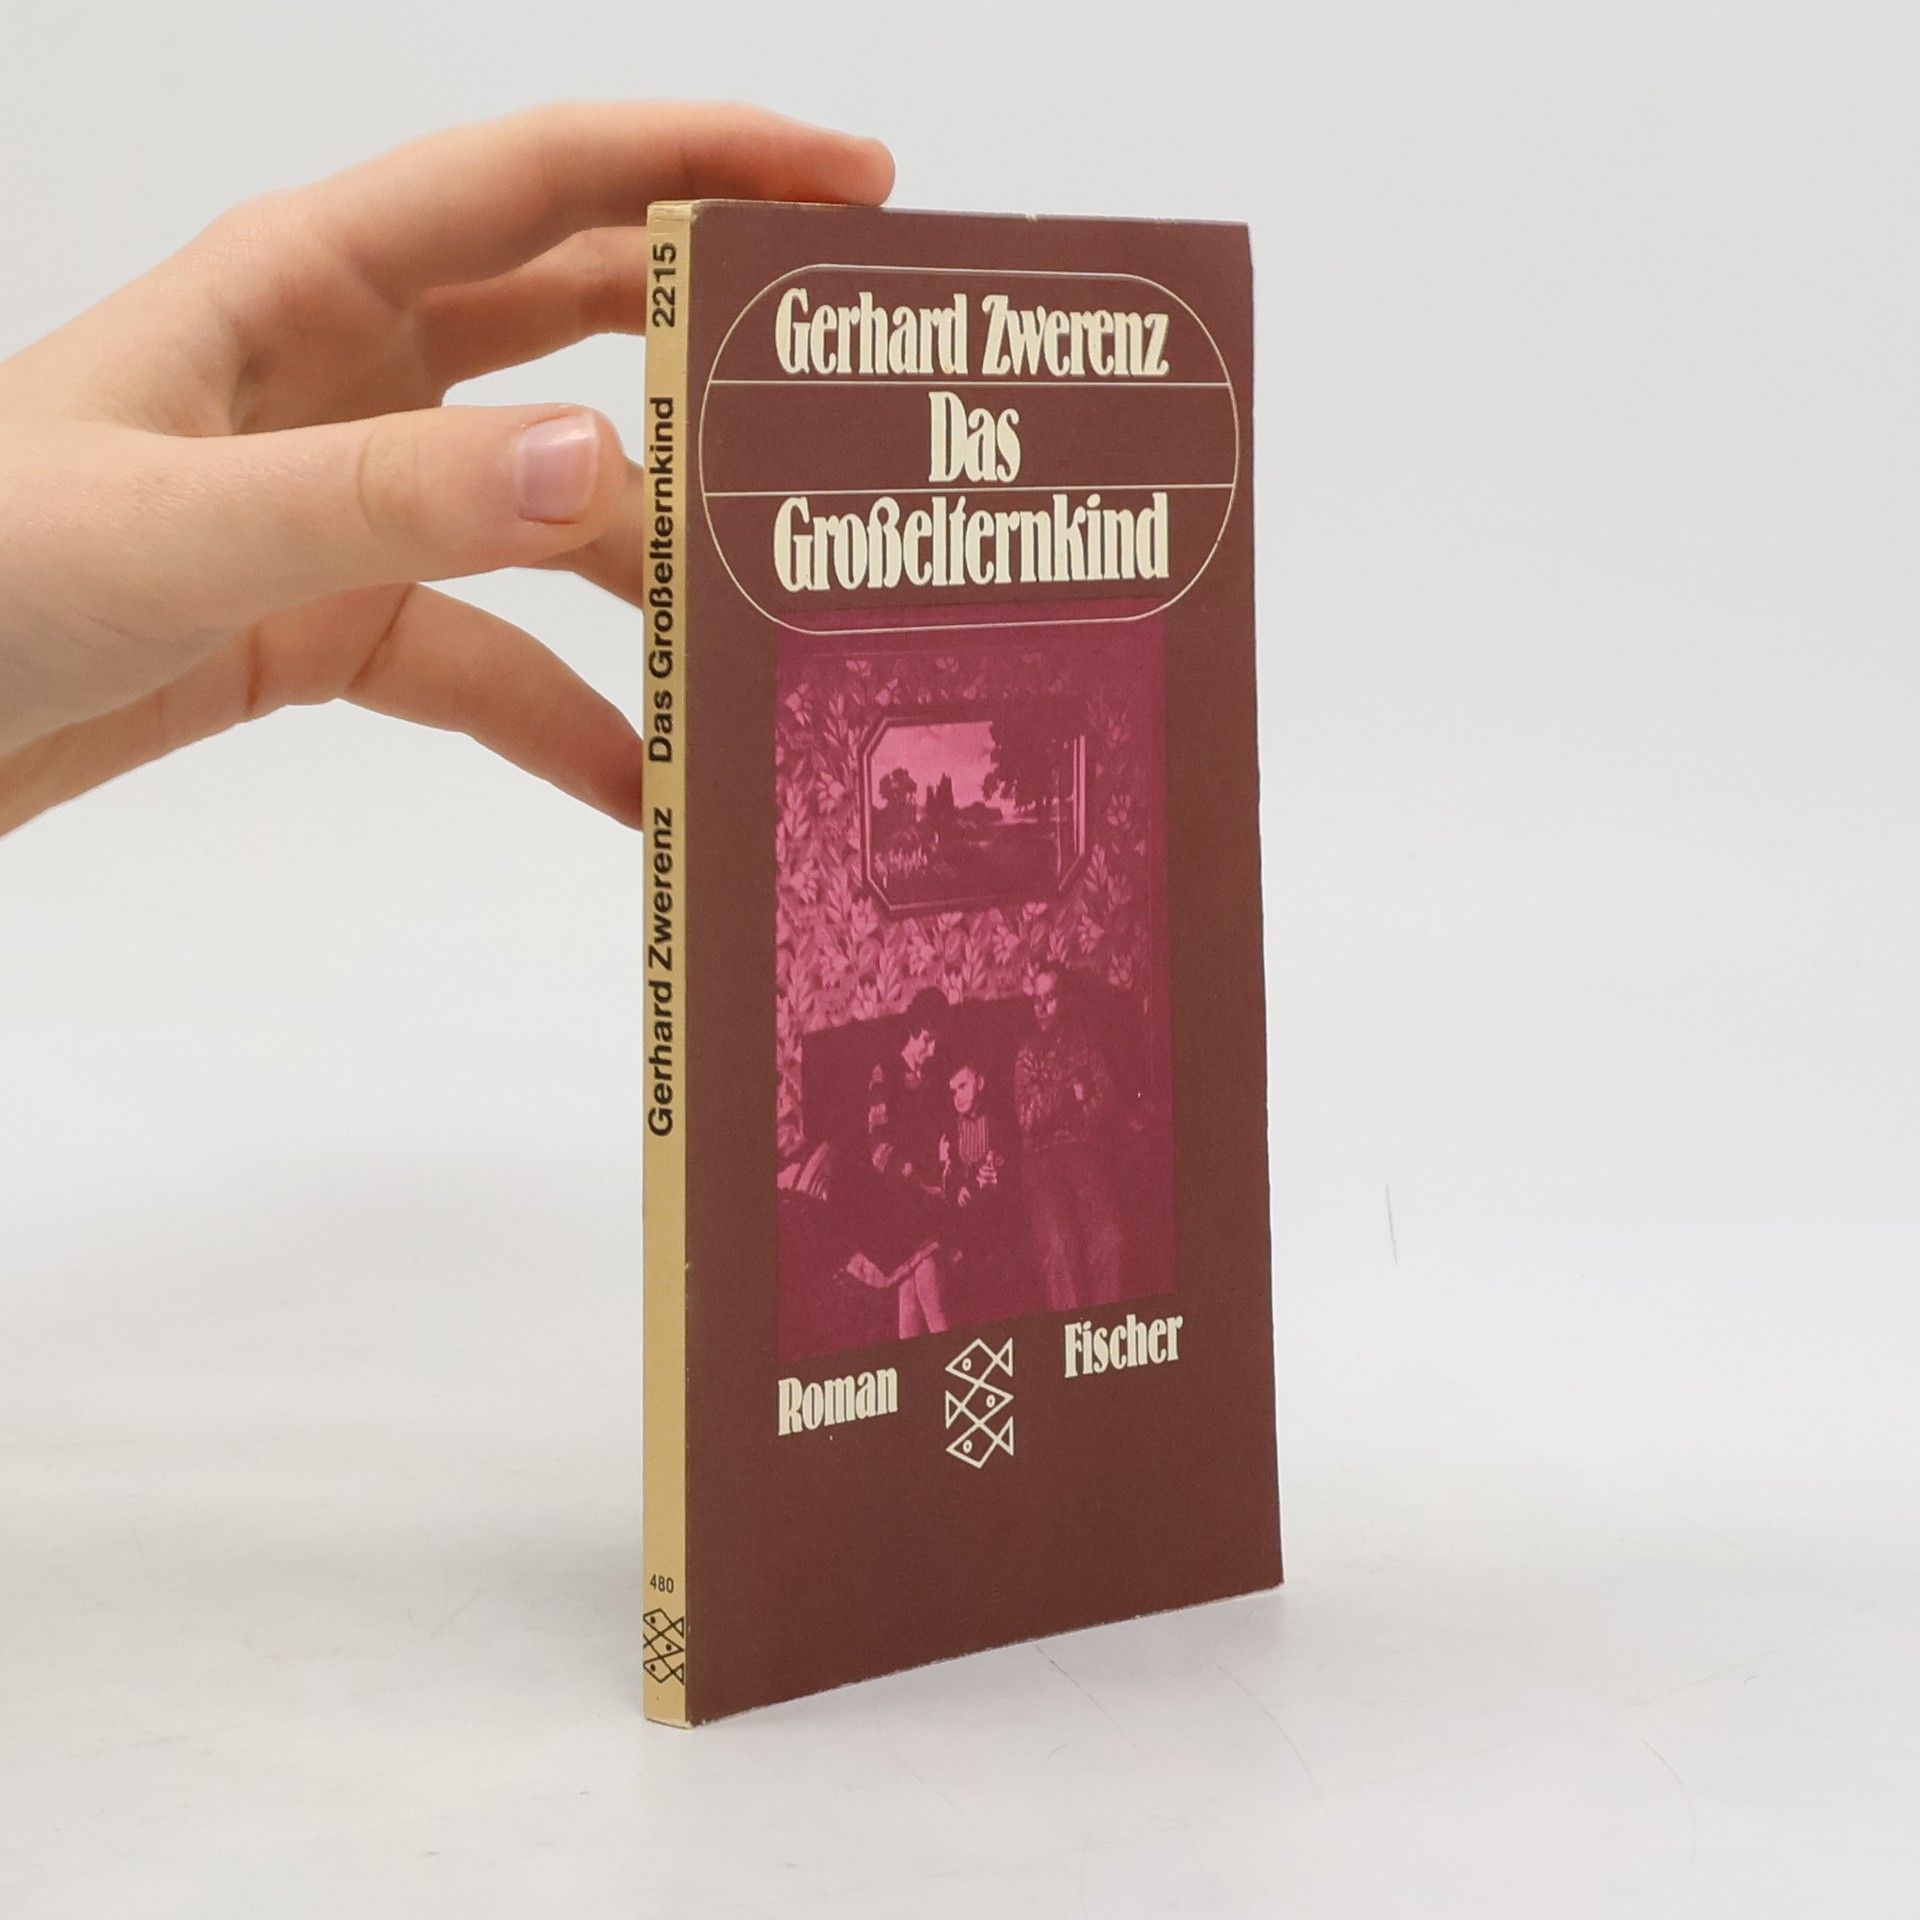 Gerhard Zwerenz
Das
Großelternkind
Roman
Fischer
Gerhard Zwerenz Das Großelternkind 2215
480